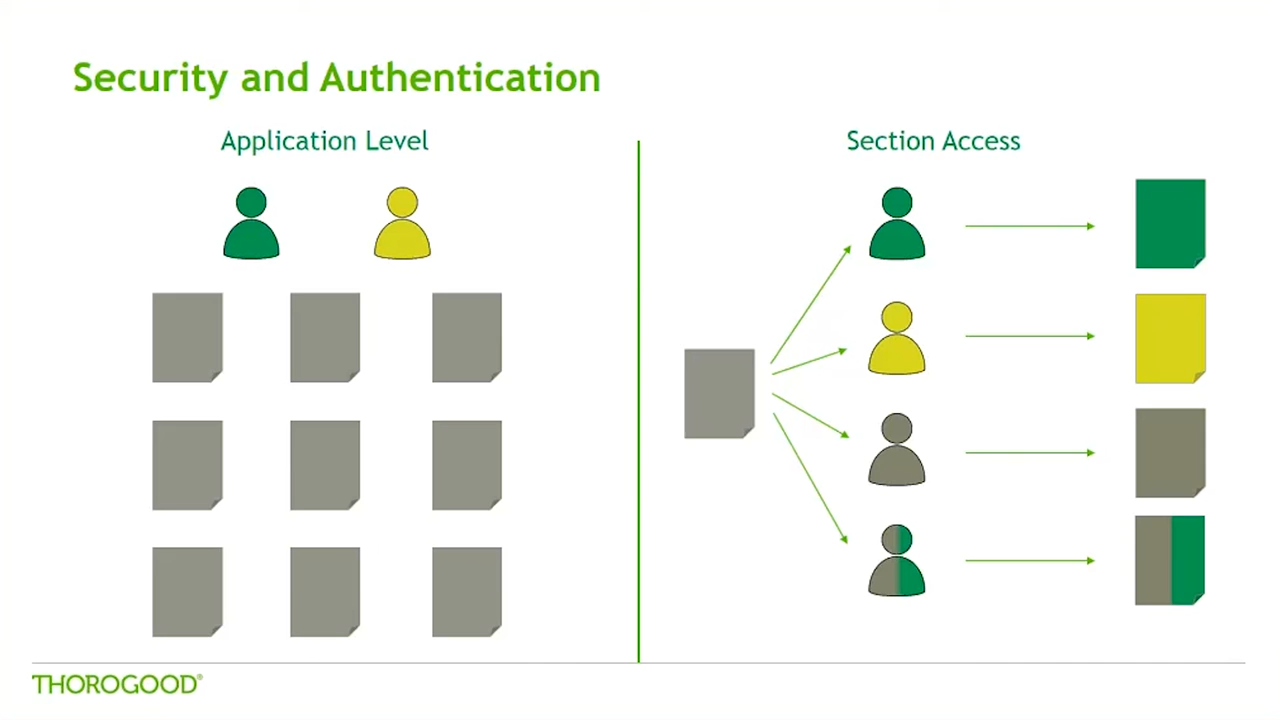 Security and Authentication
Application Level
Section Access
THOROGOOD®